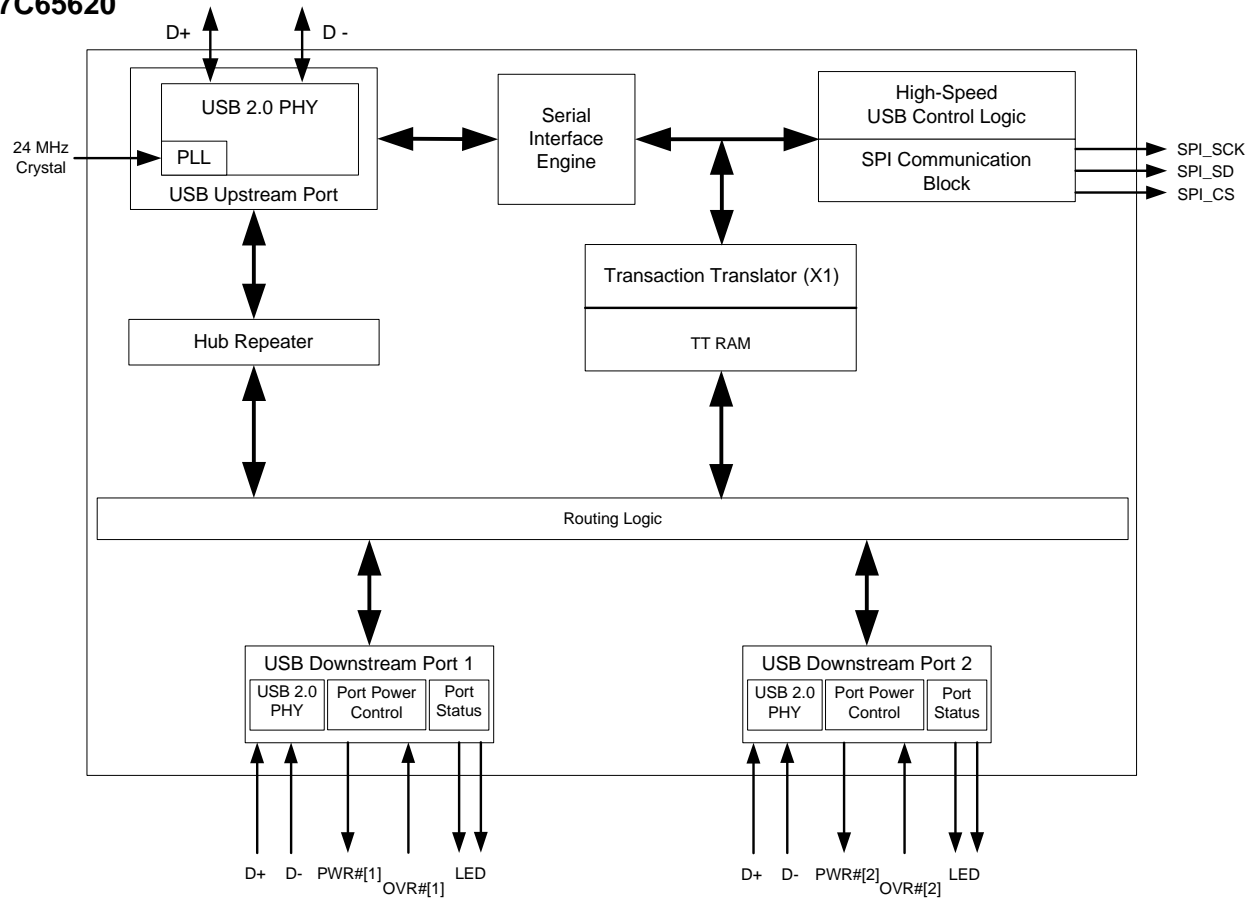 7C65620
D+
D -
USB 2.0 PHY
PLL
USB Upstream Port
24 MHz
Crystal
Serial
Interface
Engine
High-Speed
USB Control Logic
SPI Communication
Block
SPI_SCK
SPI_SD
SPI_CS
Transaction Translator (X1)
TT RAM
Hub Repeater
Routing Logic
USB Downstream Port 1
USB 2.0
PHY
Port Power
Control
Port
Status
USB Downstream Port 2
USB 2.0
PHY
Port Power
Control
Port
Status
D+
D-
PWR#[1]
OVR#[1]
LED
D+
D-
PWR#[2]
OVR#[2]
LED